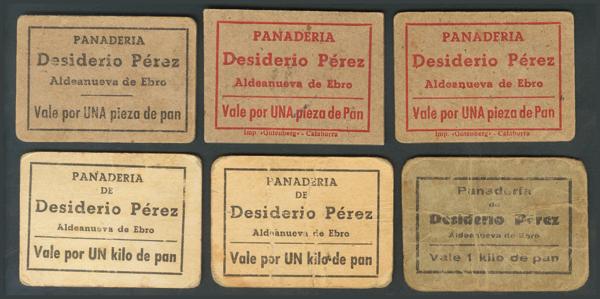 PANADERÍA
Desiderio Pérez
Aldeanueva de Ebro
Vale por UNA pieza de pan
PANADERÍA
Desiderio Pérez
Aldeanueva de Ebro
Vale por UNA pieza de Pan
Imp. «Gutenberg» - Calahorra
PANADERÍA
Desiderio Pérez
Aldeanueva de Ebro
Vale por UNA pieza de Pan
Imp. «Gutenberg» - Calahorra
PANADERIA
DE
Desiderio Pérez
Aldeanueva de Ebro
Vale por UN kilo de pan
PANADERIA
DE
Desiderio Pérez
Aldeanueva de Ebro
Vale por UN kilo de pan
Panadería
de
Desiderio Pérez
Aldeanueva de Ebro
Vale 1 kilo de pan